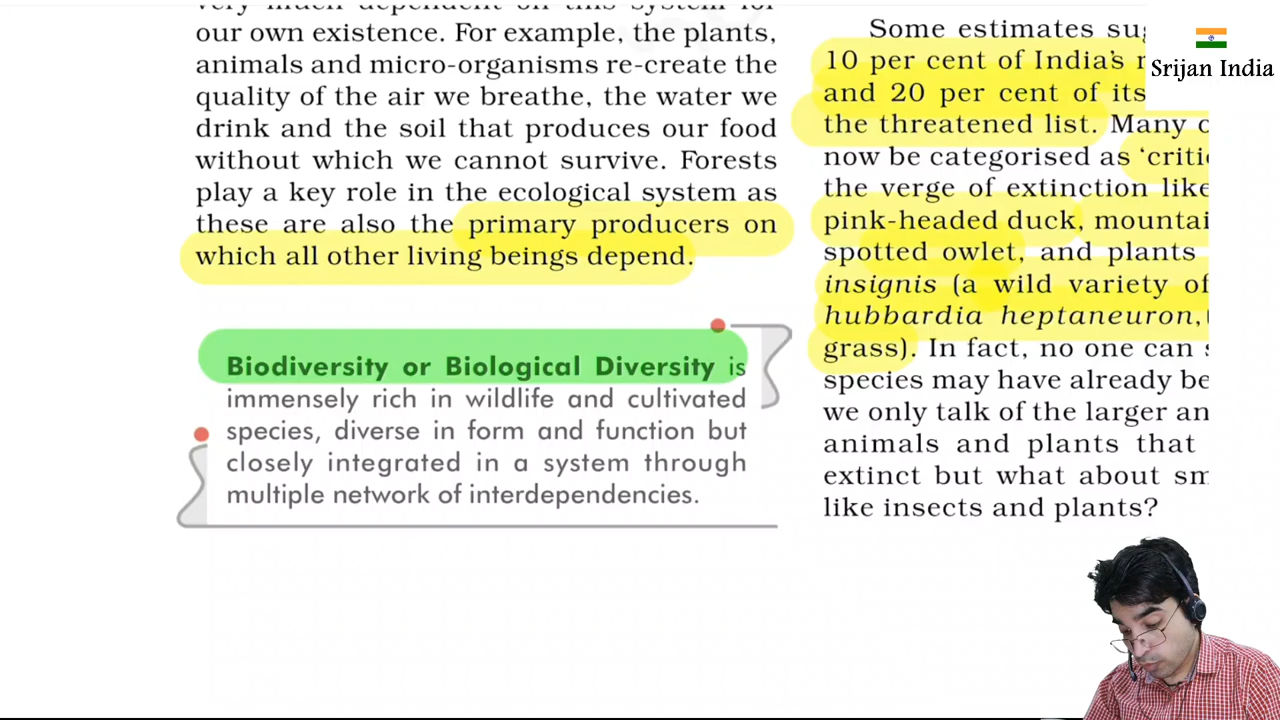 very much dependent on this system for
our own existence. For example, the plants,
animals and micro-organisms re-create the
quality of the air we breathe, the water we
drink and the soil that produces our food
without which we cannot survive. Forests
play a key role in the ecological system as
these are also the primary producers on
which all other living beings depend.
Biodiversity or Biological Diversity is
immensely rich in wildlife and cultivated
species, diverse in form and function but
closely integrated in a system through
multiple network of interdependencies.
Some estimates
10 per cent of India's
and 20 per cent of its
the threatened list. Many
now be categorised as
the verge of extinction like
pink-headed duck,
spotted owlet, and plants
insignis (a wild variety of
hubbardia heptaneuron,
grass). In fact, no one can
species may have already
we only talk of the larger
animals and plants that
extinct but what about
like insects and plants?
Srijan India